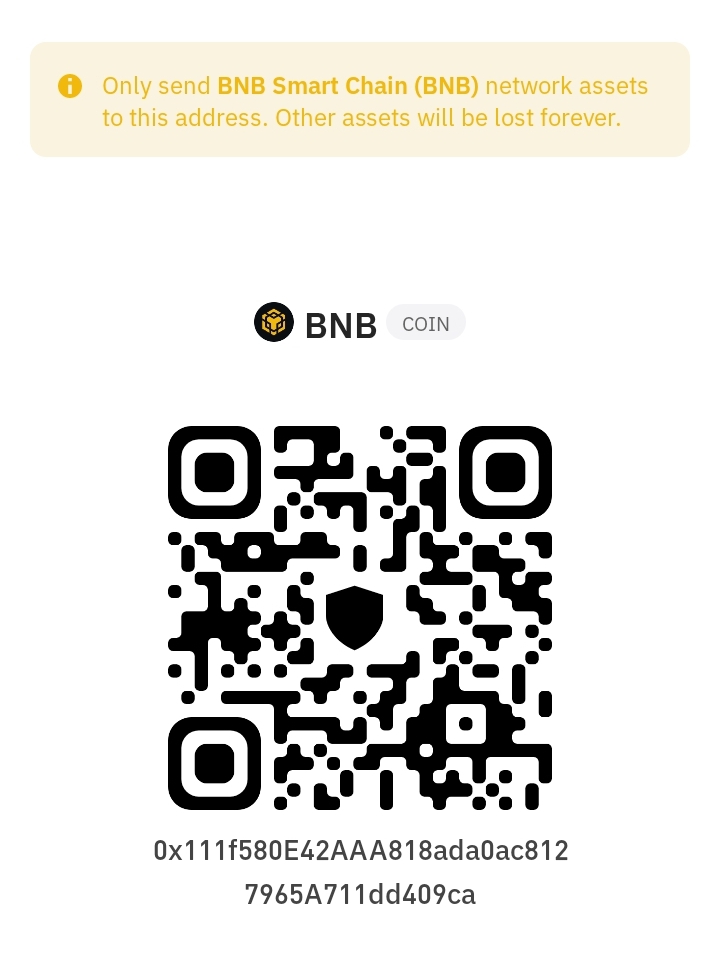 Only send BNB Smart Chain (BNB) network assets
to this address. Other assets will be lost forever.
BNB COIN
0x111f580E42AAA818ada0ac812
7965A711dd409ca